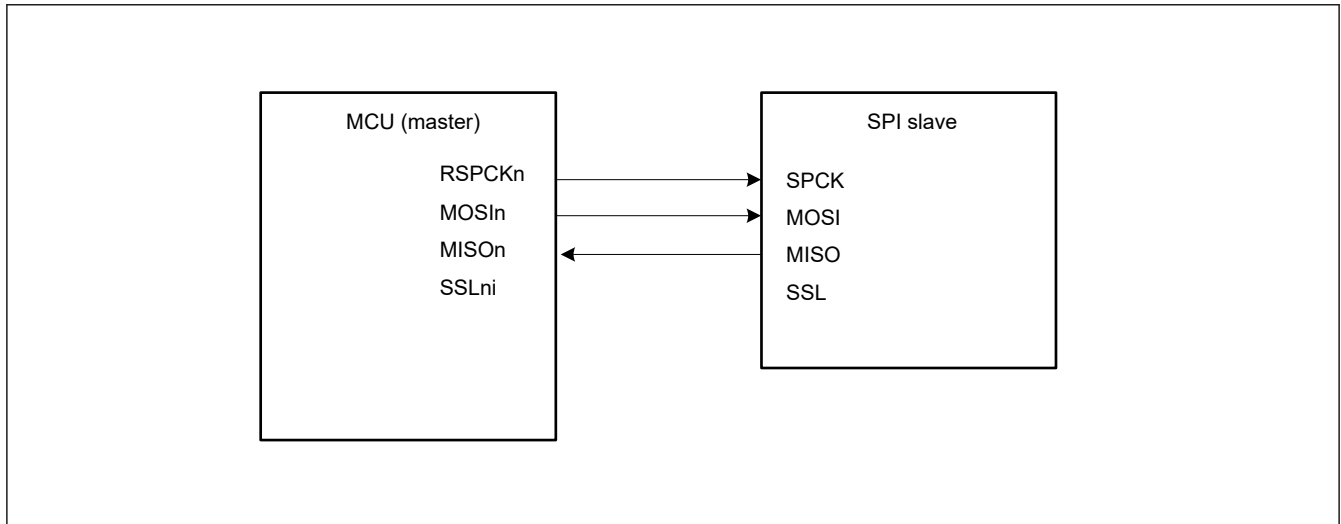 MCU (master)
RSPCKn
MOSIn
MISOn
SSLni
SPI slave
SPCK
MOSI
MISO
SSL